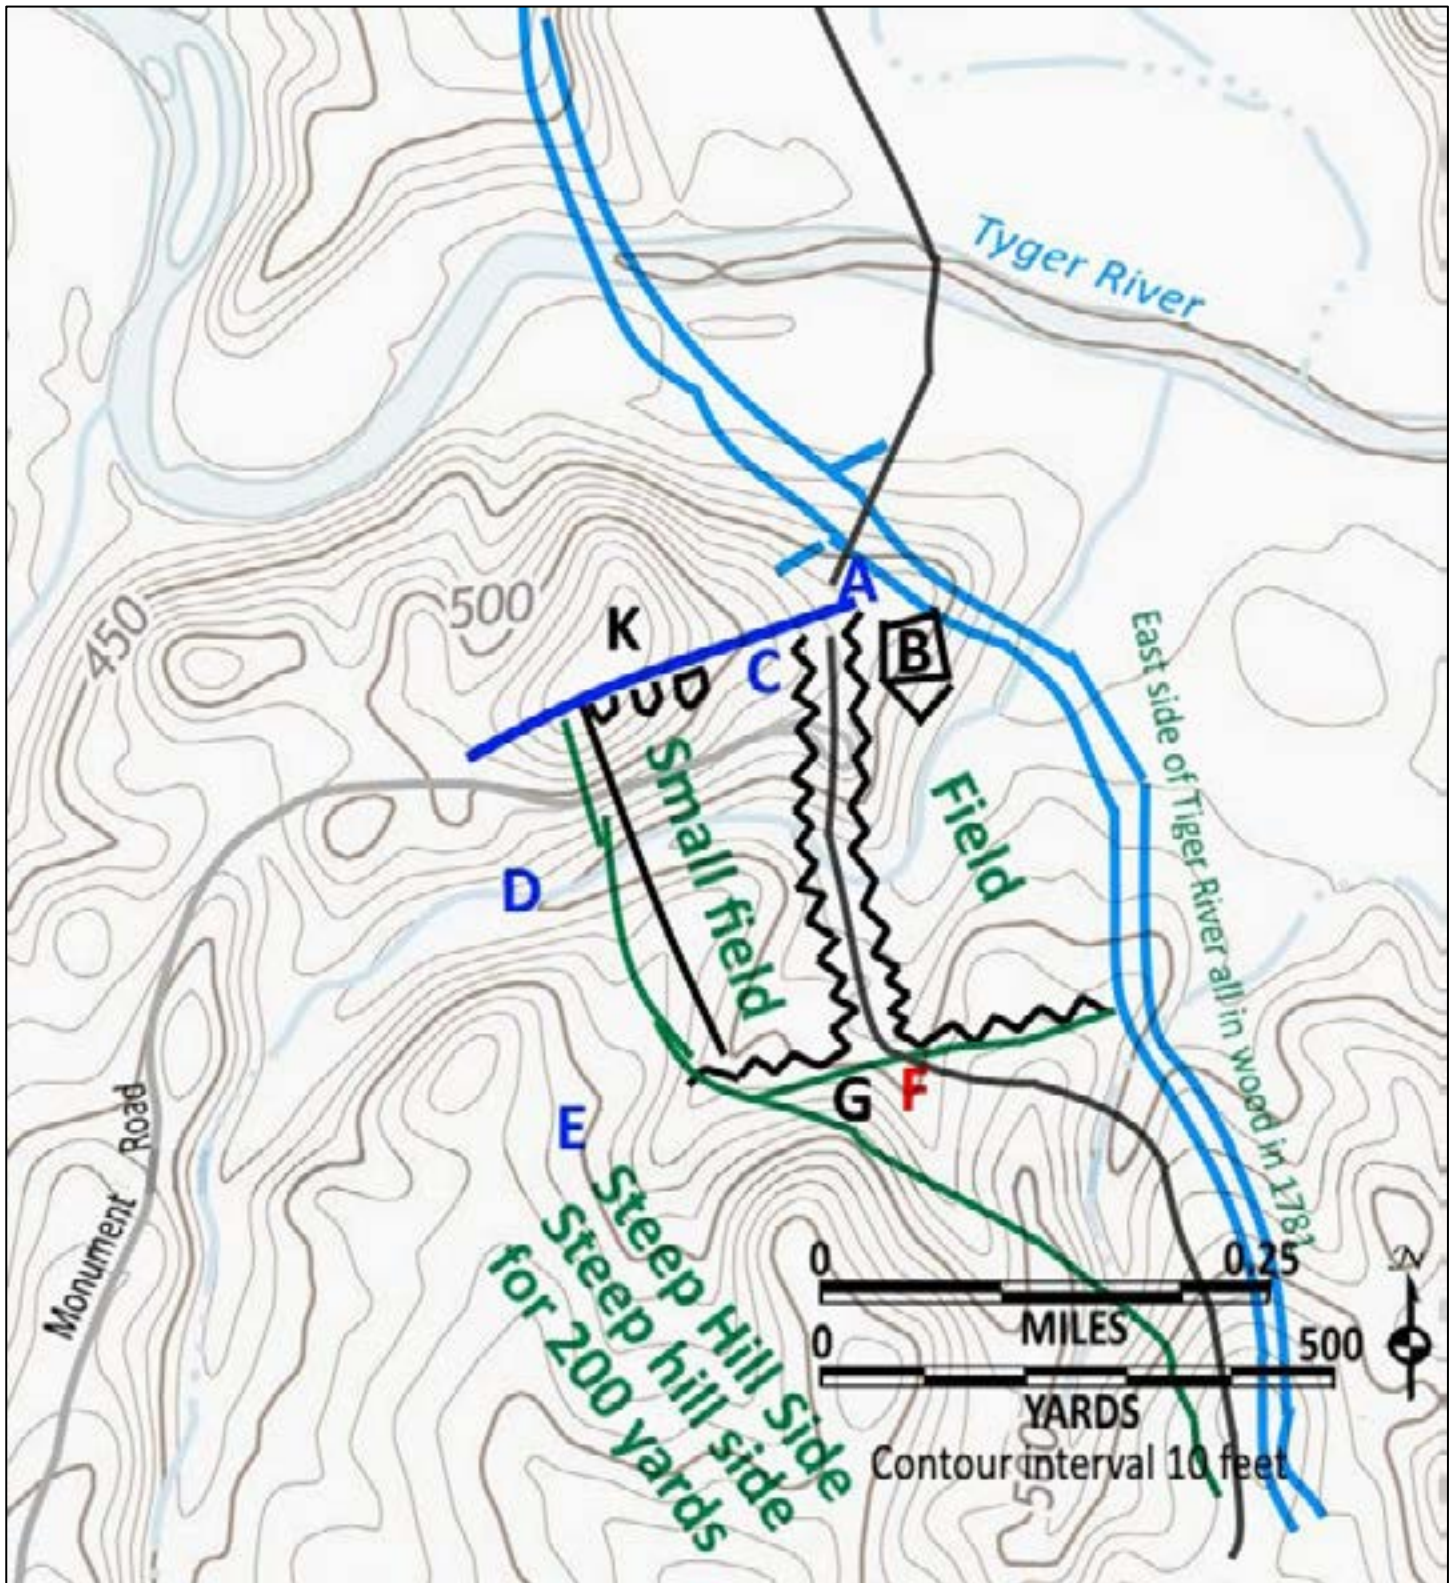 Tyger River
500
450
K
A
B
C
East side of Tiger River all in wood in 1781
Small field
Field
D
G
F
E
Monument Road
Steep Hill Side
Steep hill side
for 200 yards
0 0.25
MILES
0 500
YARDS
Contour interval 10 feet
500
N